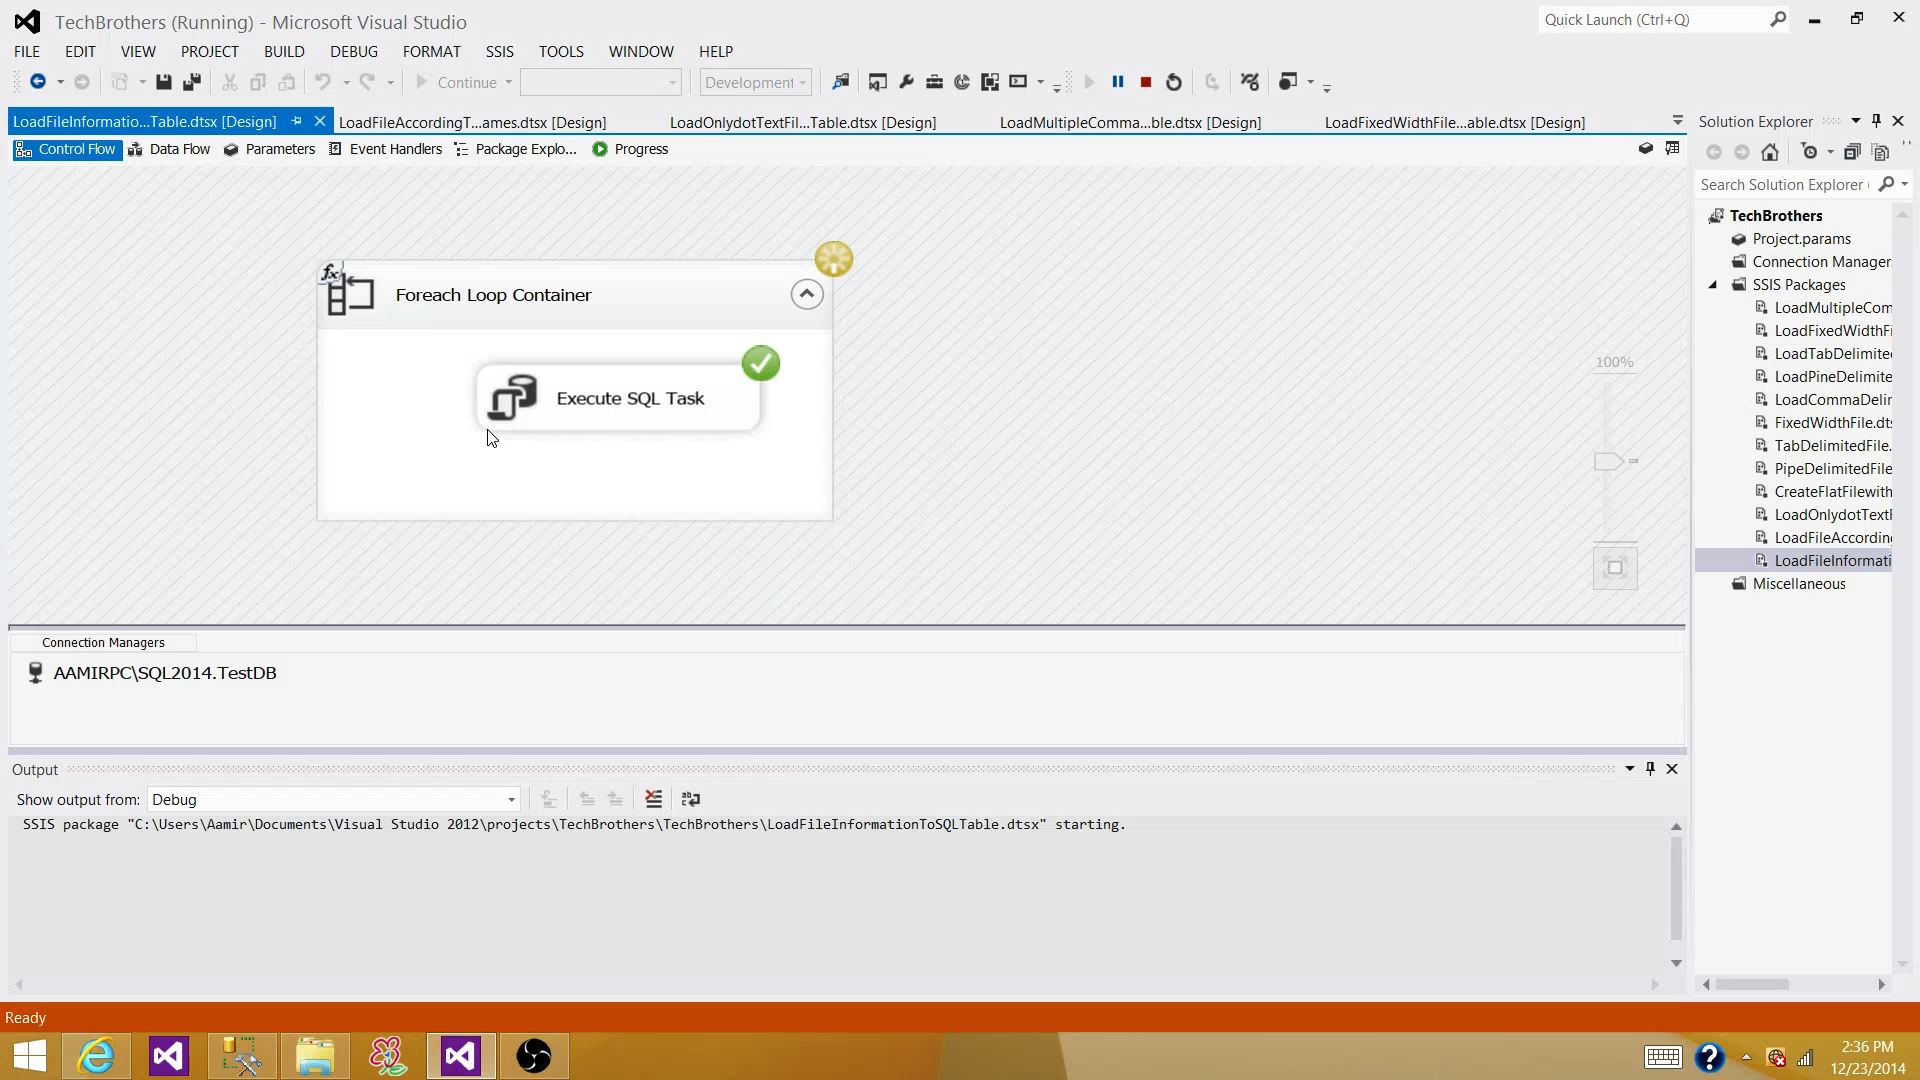 TechBrothers (Running) - Microsoft Visual Studio
Quick Launch (Ctrl+Q)
FILE EDIT VIEW PROJECT BUILD DEBUG FORMAT SSIS TOOLS WINDOW HELP
Continue
Development
LoadFileInformatio...Table.dtsx [Design] LoadFileAccordingT...ames.dtsx [Design] LoadOnlydotTextFil...Table.dtsx [Design] LoadMultipleComma...ble.dtsx [Design] LoadFixedWidthFile...able.dtsx [Design]
Control Flow Data Flow Parameters Event Handlers Package Explo... Progress
fx
Foreach Loop Container
Execute SQL Task
100%
Connection Managers
AAMIRPC\SQL2014.TestDB
Output
Show output from: Debug
SSIS package "C:\Users\Aamir\Documents\Visual Studio 2012\projects\TechBrothers\TechBrothers\LoadFileInformationToSQLTable.dtsx" starting.
Solution Explorer
Search Solution Explorer (
TechBrothers
Project.params
Connection Manager
SSIS Packages
LoadMultipleCom
LoadFixedWidthFi
LoadTabDelimite
LoadPineDelimite
LoadCommaDelin
FixedWidthFile.dts
TabDelimitedFile.
PipeDelimitedFile
CreateFlatFilewith
LoadOnlydotTextF
LoadFileAccording
LoadFileInformati
Miscellaneous
Ready
2:36 PM
12/23/2014